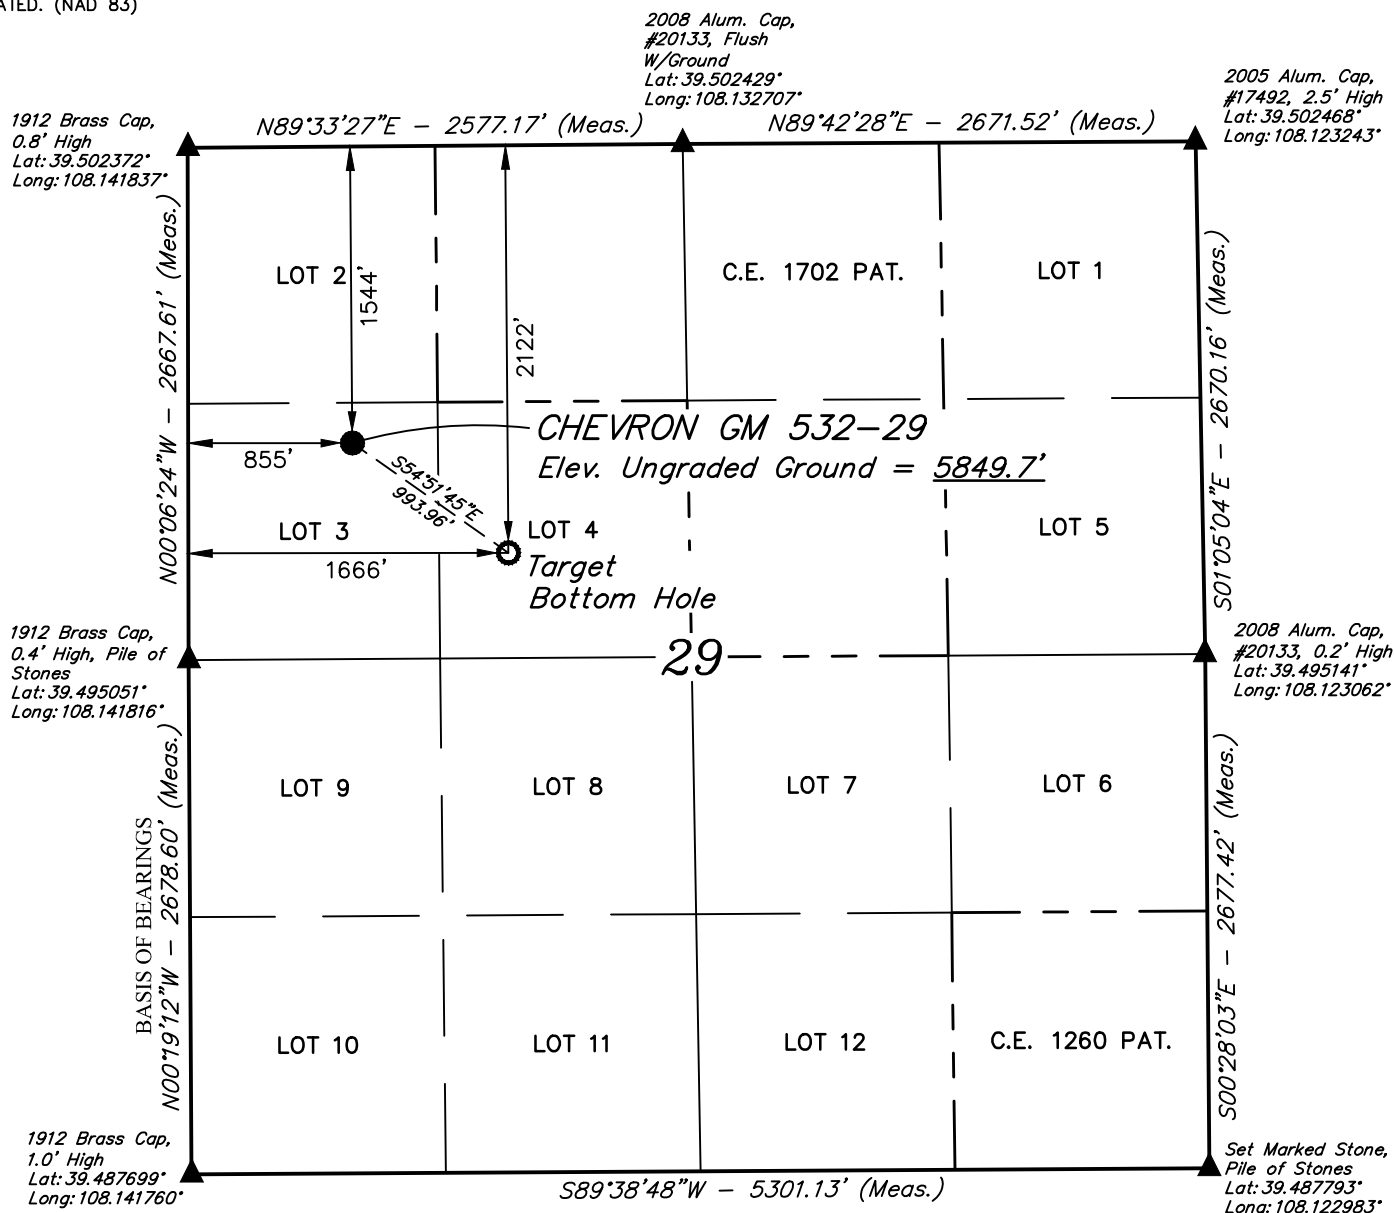 ATED. (NAD 83)
2008 Alum. Cap,
#20133, Flush
W/Ground
Lat: 39.502429°
Long: 108.132707°
2005 Alum. Cap,
#17492, 2.5' High
Lat: 39.502468°
Long: 108.123243°
1912 Brass Cap,
0.8' High
Lat: 39.502372°
Long: 108.141837°
N89°33'27"E - 2577.17' (Meas.)
N89°42'28"E - 2671.52' (Meas.)
N00°06'24"W - 2667.61' (Meas.)
S01°05'04"E - 2670.16' (Meas.)
LOT 2
1544'
2122'
C.E. 1702 PAT.
LOT 1
CHEVRON GM 532-29
Elev. Ungraded Ground = 5849.7'
855'
S54°51'45"E
993.96'
LOT 3
LOT 4
LOT 5
1666'
Target
Bottom Hole
1912 Brass Cap,
0.4' High, Pile of
Stones
Lat: 39.495051°
Long: 108.141816°
29
2008 Alum. Cap,
#20133, 0.2' High
Lat: 39.495141°
Long: 108.123062°
BASIS OF BEARINGS
N00°19'12"W - 2678.60' (Meas.)
S00°28'03"E - 2677.42' (Meas.)
LOT 9
LOT 8
LOT 7
LOT 6
LOT 10
LOT 11
LOT 12
C.E. 1260 PAT.
1912 Brass Cap,
1.0' High
Lat: 39.487699°
Long: 108.141760°
S89°38'48"W - 5301.13' (Meas.)
Set Marked Stone,
Pile of Stones
Lat: 39.487793°
Long: 108.122983°